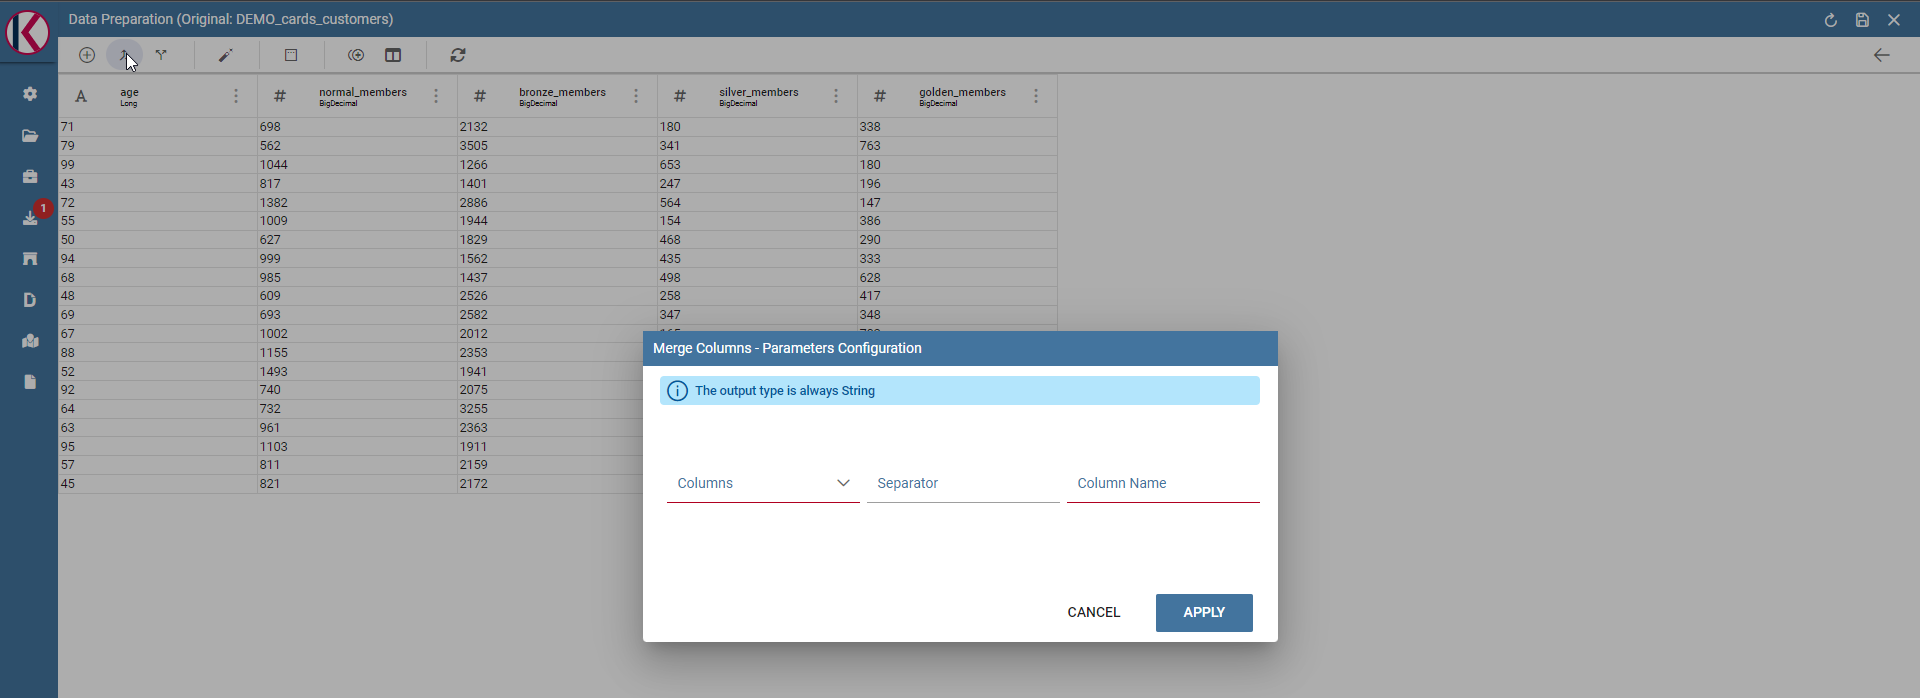 Data Preparation (Original: DEMO_cards_customers)
A age Long # normal_members BigDecimal # bronze_members BigDecimal # silver_members BigDecimal # golden_members BigDecimal
71 698 2132 180 338
79 562 3505 341 763
99 1044 1266 653 180
43 817 1401 247 196
72 1382 2886 564 147
1
55 1009 1944 154 386
50 627 1829 468 290
94 999 1562 435 333
68 985 1437 498 628
48 609 2526 258 417
69 693 2582 347 348
67 1002 2012
88 1155 2353
52 1493 1941
92 740 2075
64 732 3255
63 961 2363
95 1103 1911
57 811 2159
45 821 2172
Merge Columns - Parameters Configuration
The output type is always String
Columns Separator Column Name
CANCEL APPLY